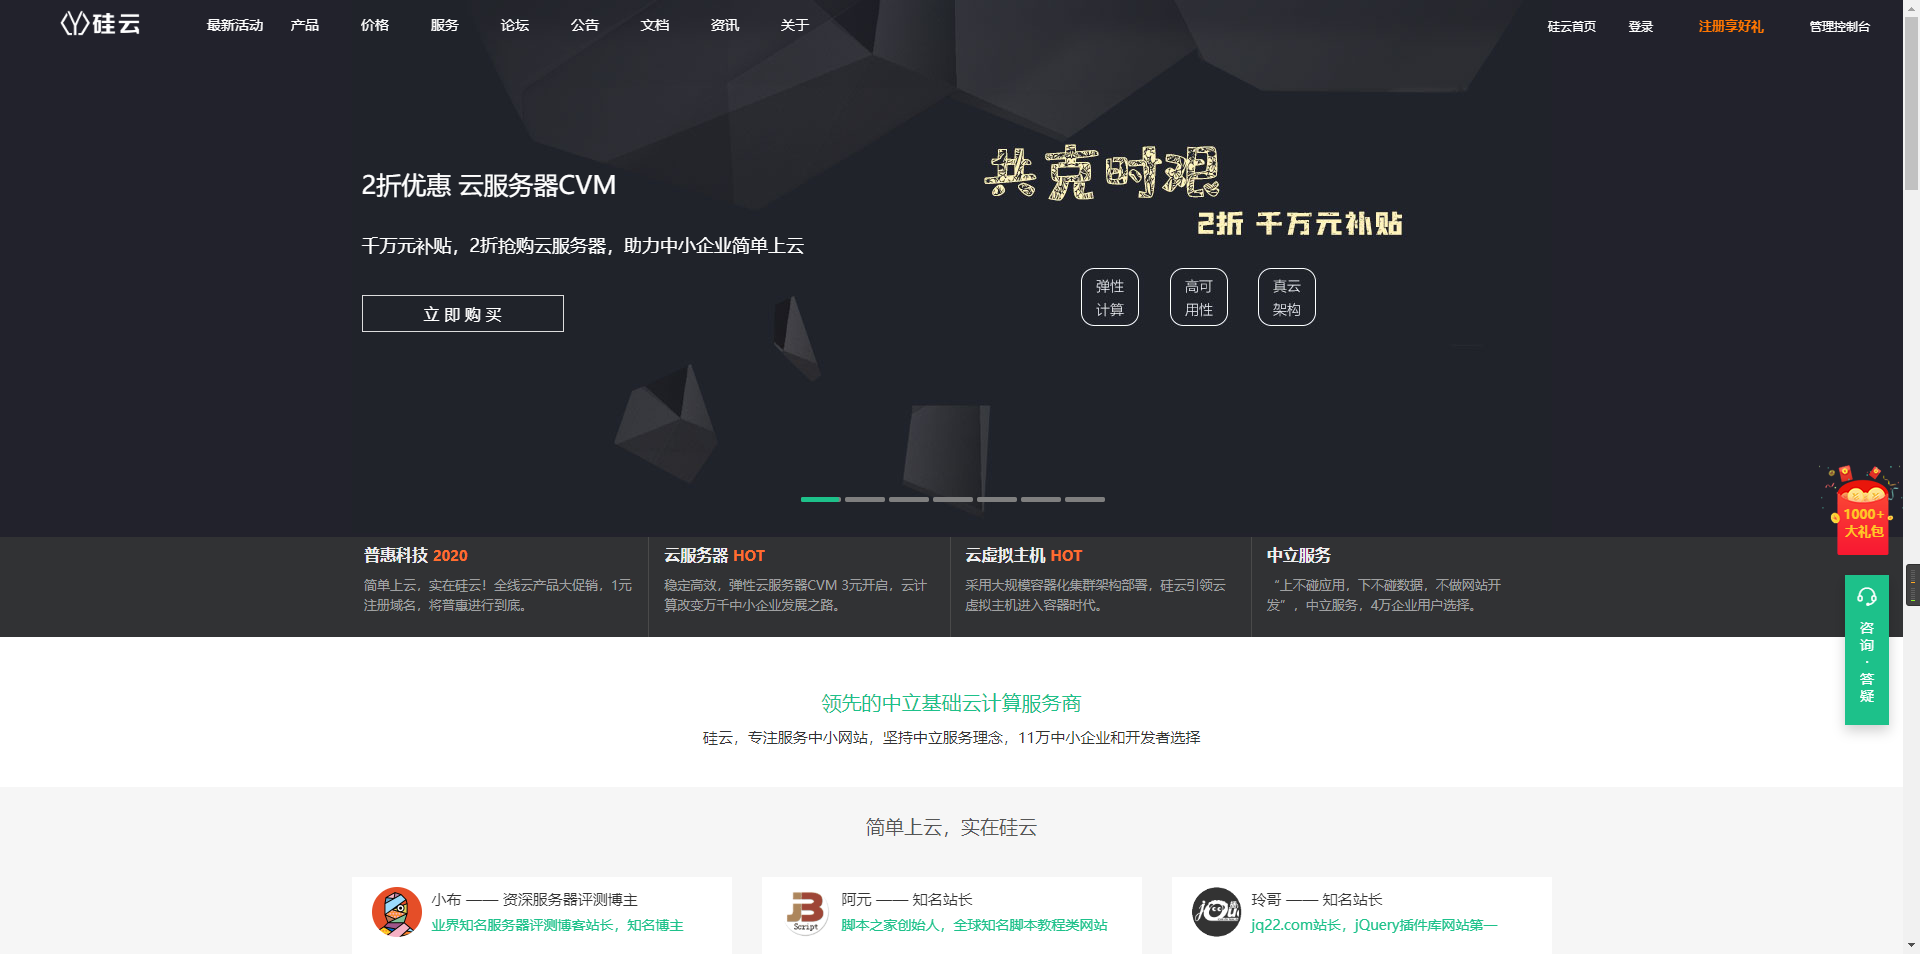 硅云
最新活动 产品 价格 服务 论坛 公告 文档 资讯 关于
硅云首页 登录 注册享好礼 管理控制台
2折优惠 云服务器CVM
千万元补贴，2折抢购云服务器，助力中小企业简单上云
立即购买
共克时艰
2折 千万元补贴
弹性
计算
高可
用性
真云
架构
1000+
大礼包
普惠科技 2020
简单上云，实在硅云！全线云产品大促销，1元
注册域名，将普惠进行到底。
云服务器 HOT
稳定高效，弹性云服务器CVM 3元开启，云计
算改变万千中小企业发展之路。
云虚拟主机 HOT
采用大规模容器化集群架构部署，硅云引领云
虚拟主机进入容器时代。
中立服务
“上不碰应用，下不碰数据，不做网站开
发”，中立服务，4万企业用户选择。
咨
询
·
答
疑
领先的中立基础云计算服务商
硅云，专注服务中小网站，坚持中立服务理念，11万中小企业和开发者选择
简单上云，实在硅云
小布 —— 资深服务器评测博主
业界知名服务器评测博客站长，知名博主
JB
Script
阿元 —— 知名站长
脚本之家创始人，全球知名脚本教程类网站
玲哥 —— 知名站长
jq22.com站长，jQuery插件库网站第一